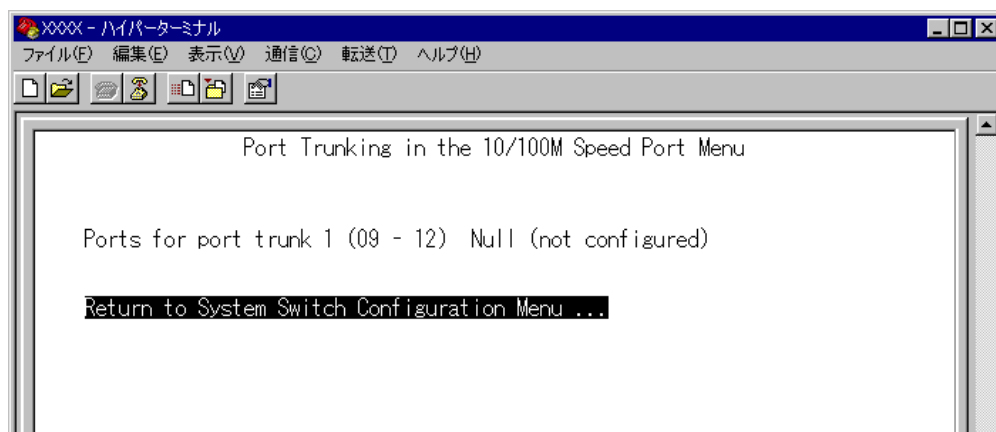 XXXX - ハイパーターミナル
ファイル(F) 編集(E) 表示(V) 通信(C) 転送(T) ヘルプ(H)
Port Trunking in the 10/100M Speed Port Menu
Ports for port trunk 1 (09 - 12) Null (not configured)
Return to System Switch Configuration Menu ...